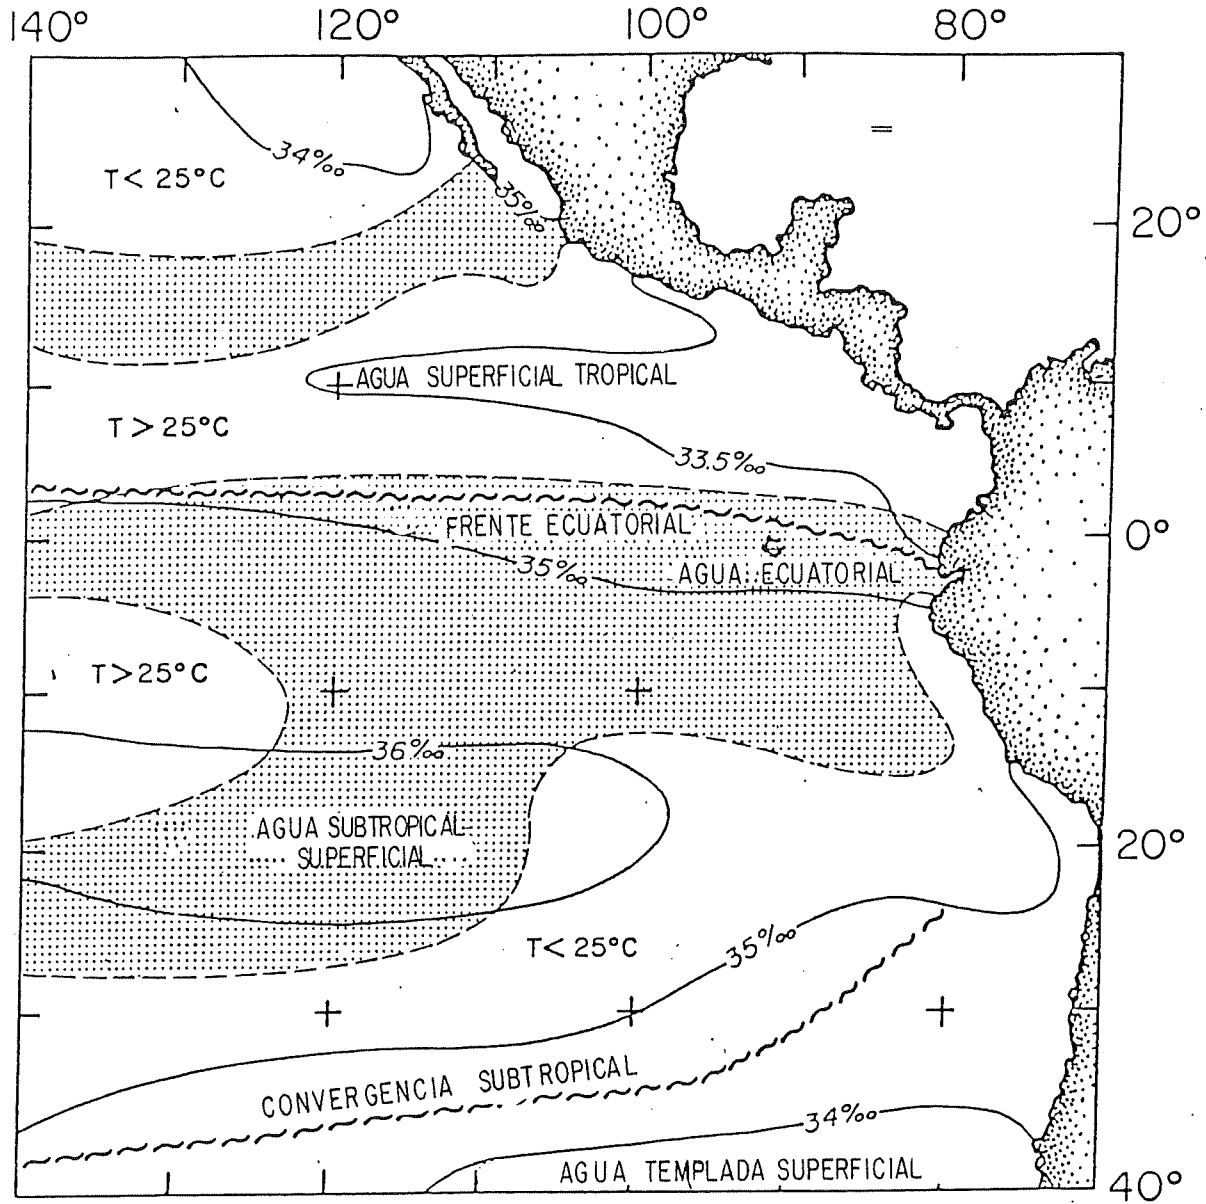 140° 120° 100° 80°
34‰
T < 25°C
35‰
20°
AGUA SUPERFICIAL TROPICAL
T > 25°C
33.5‰
FRENTE ECUATORIAL
0°
35‰
AGUA ECUATORIAL
T > 25°C
36‰
AGUA SUBTROPICAL
SUPERFICIAL
20°
T < 25°C
35‰
CONVERGENCIA SUBTROPICAL
34‰
AGUA TEMPLADA SUPERFICIAL
40°